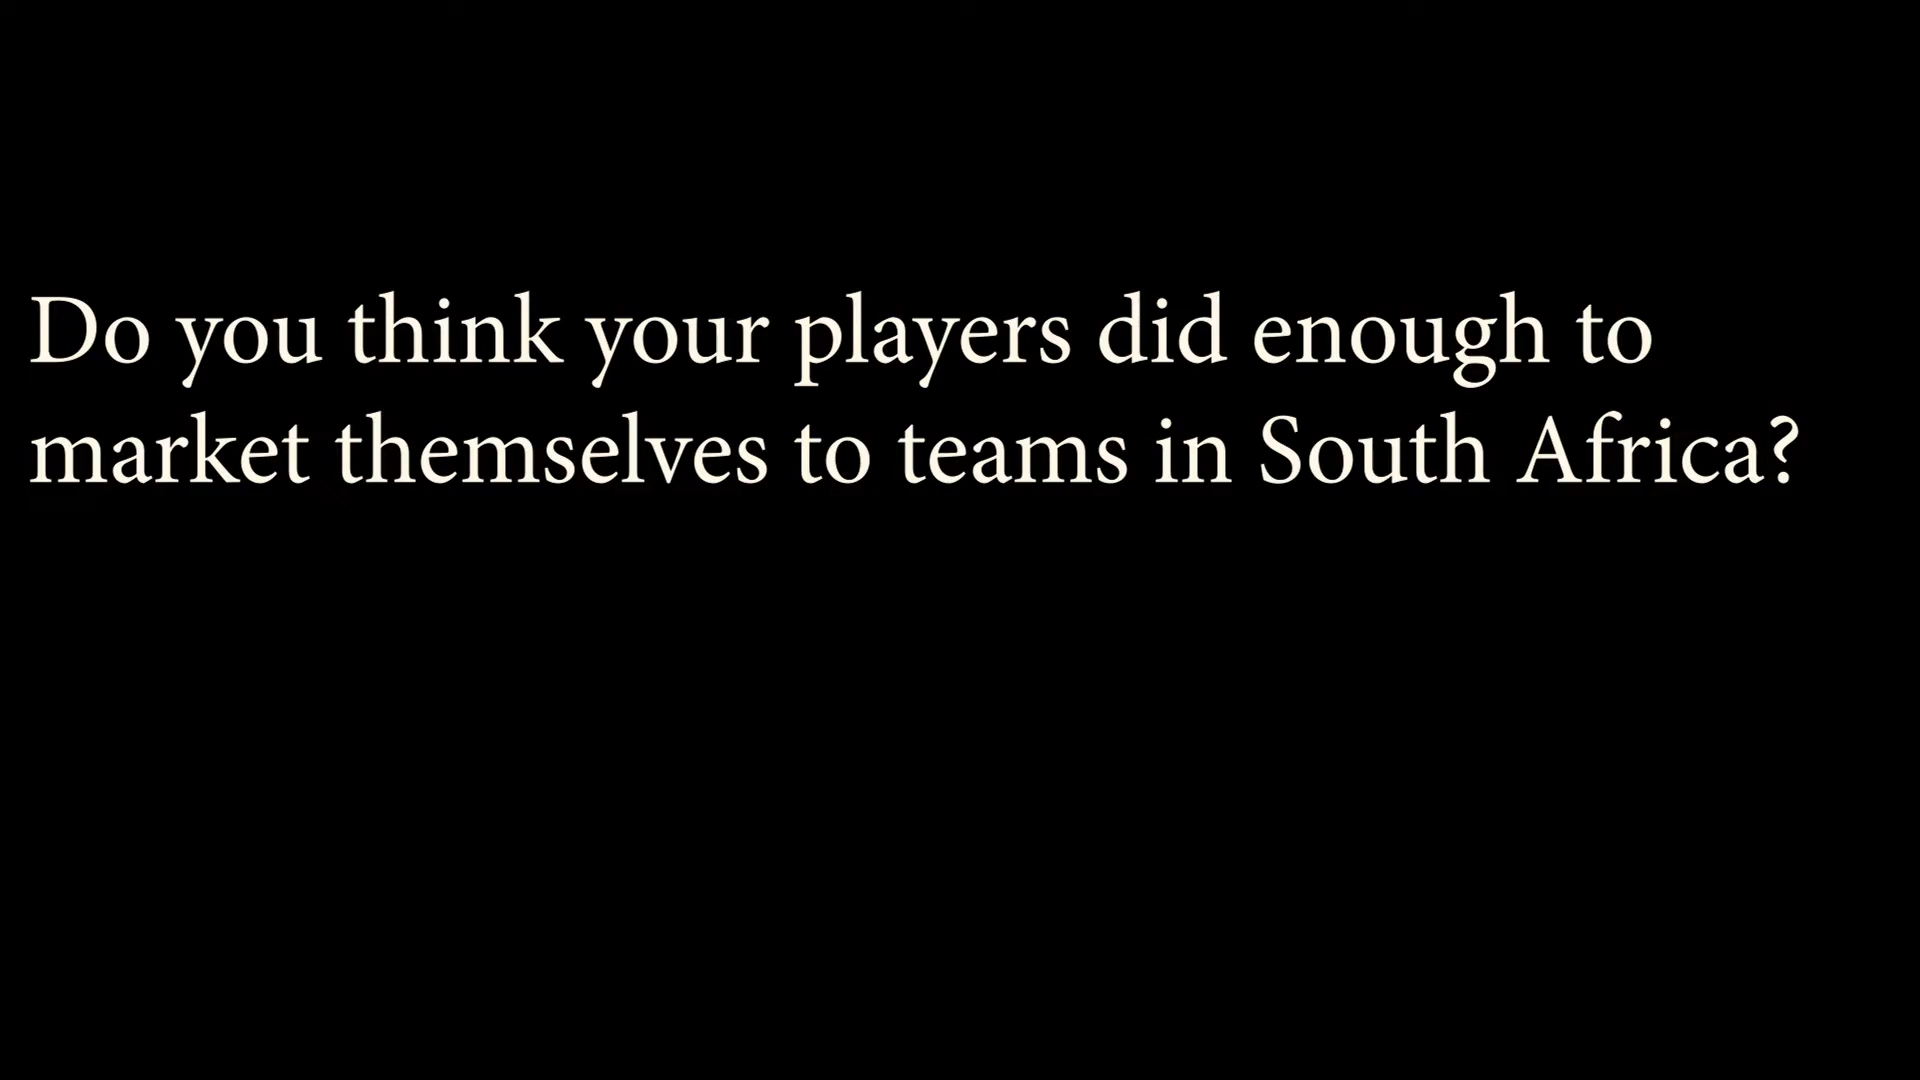 Do you think your players did enough to
market themselves to teams in South Africa?